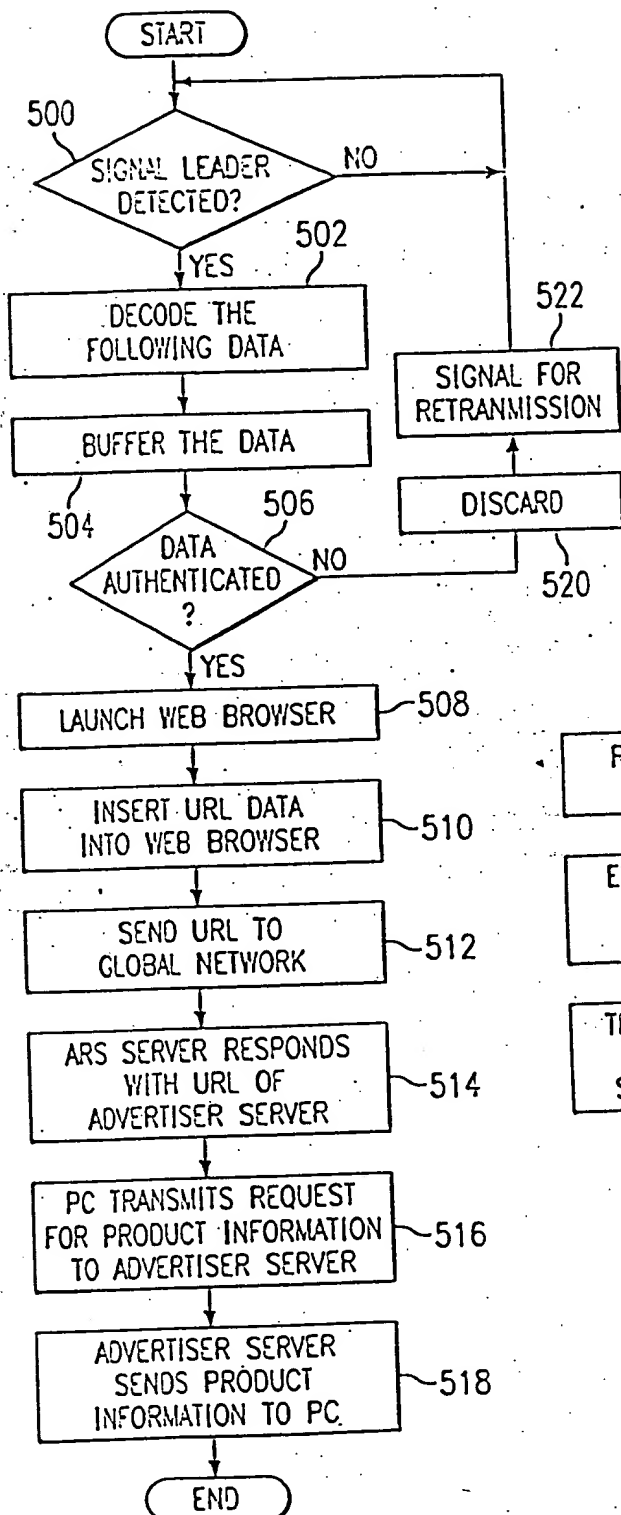 START
500
SIGNAL LEADER
DETECTED?
NO
YES
502
DECODE THE
FOLLOWING DATA
522
SIGNAL FOR
RETRANMISSION
BUFFER THE DATA
504
DISCARD
520
506
DATA
AUTHENTICATED
?
NO
YES
LAUNCH WEB BROWSER
508
INSERT URL DATA
INTO WEB BROWSER
510
SEND URL TO
GLOBAL NETWORK
512
ARS SERVER RESPONDS
WITH URL OF
ADVERTISER SERVER
514
PC TRANSMITS REQUEST
FOR PRODUCT INFORMATION
TO ADVERTISER SERVER
516
ADVERTISER SERVER
SENDS PRODUCT
INFORMATION TO PC
518
END